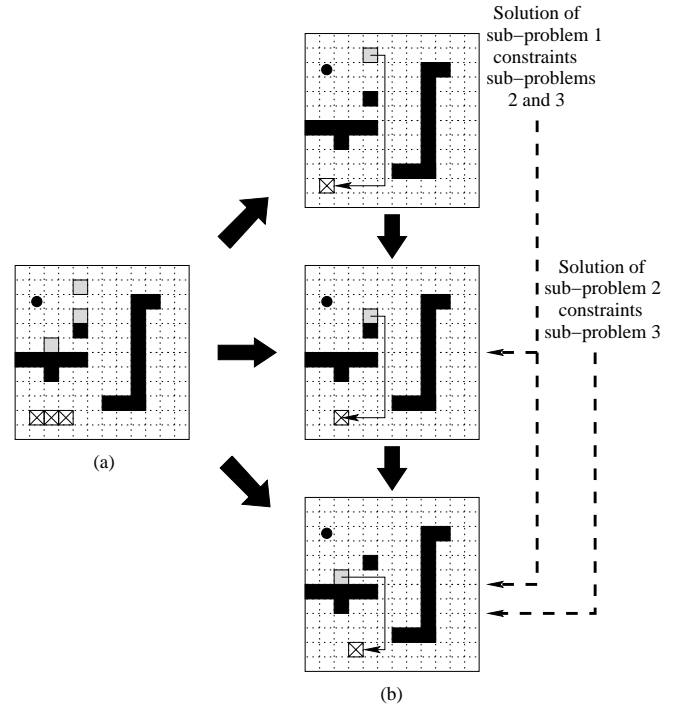 Solution of
sub−problem 1
constraints
sub−problems
2 and 3
Solution of
sub−problem 2
constraints
sub−problem 3
(a)
(b)